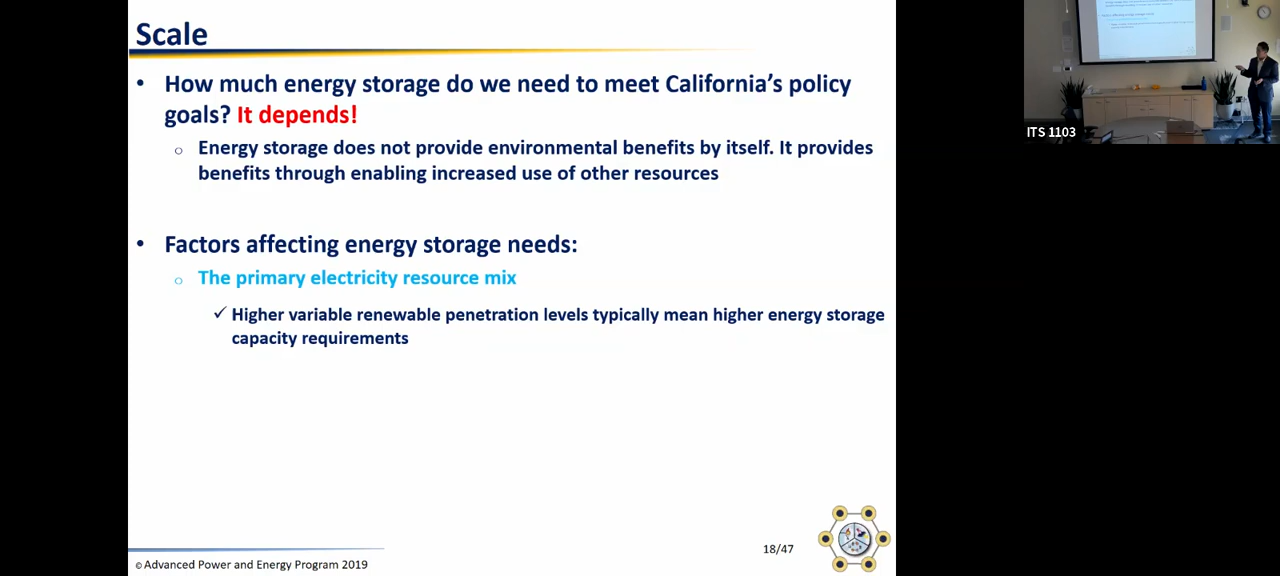 Scale
• How much energy storage do we need to meet California's policy
goals? It depends!
o Energy storage does not provide environmental benefits by itself. It provides
benefits through enabling increased use of other resources
• Factors affecting energy storage needs:
o The primary electricity resource mix
✓ Higher variable renewable penetration levels typically mean higher energy storage
capacity requirements
18/47
© Advanced Power and Energy Program 2019
ITS 1103